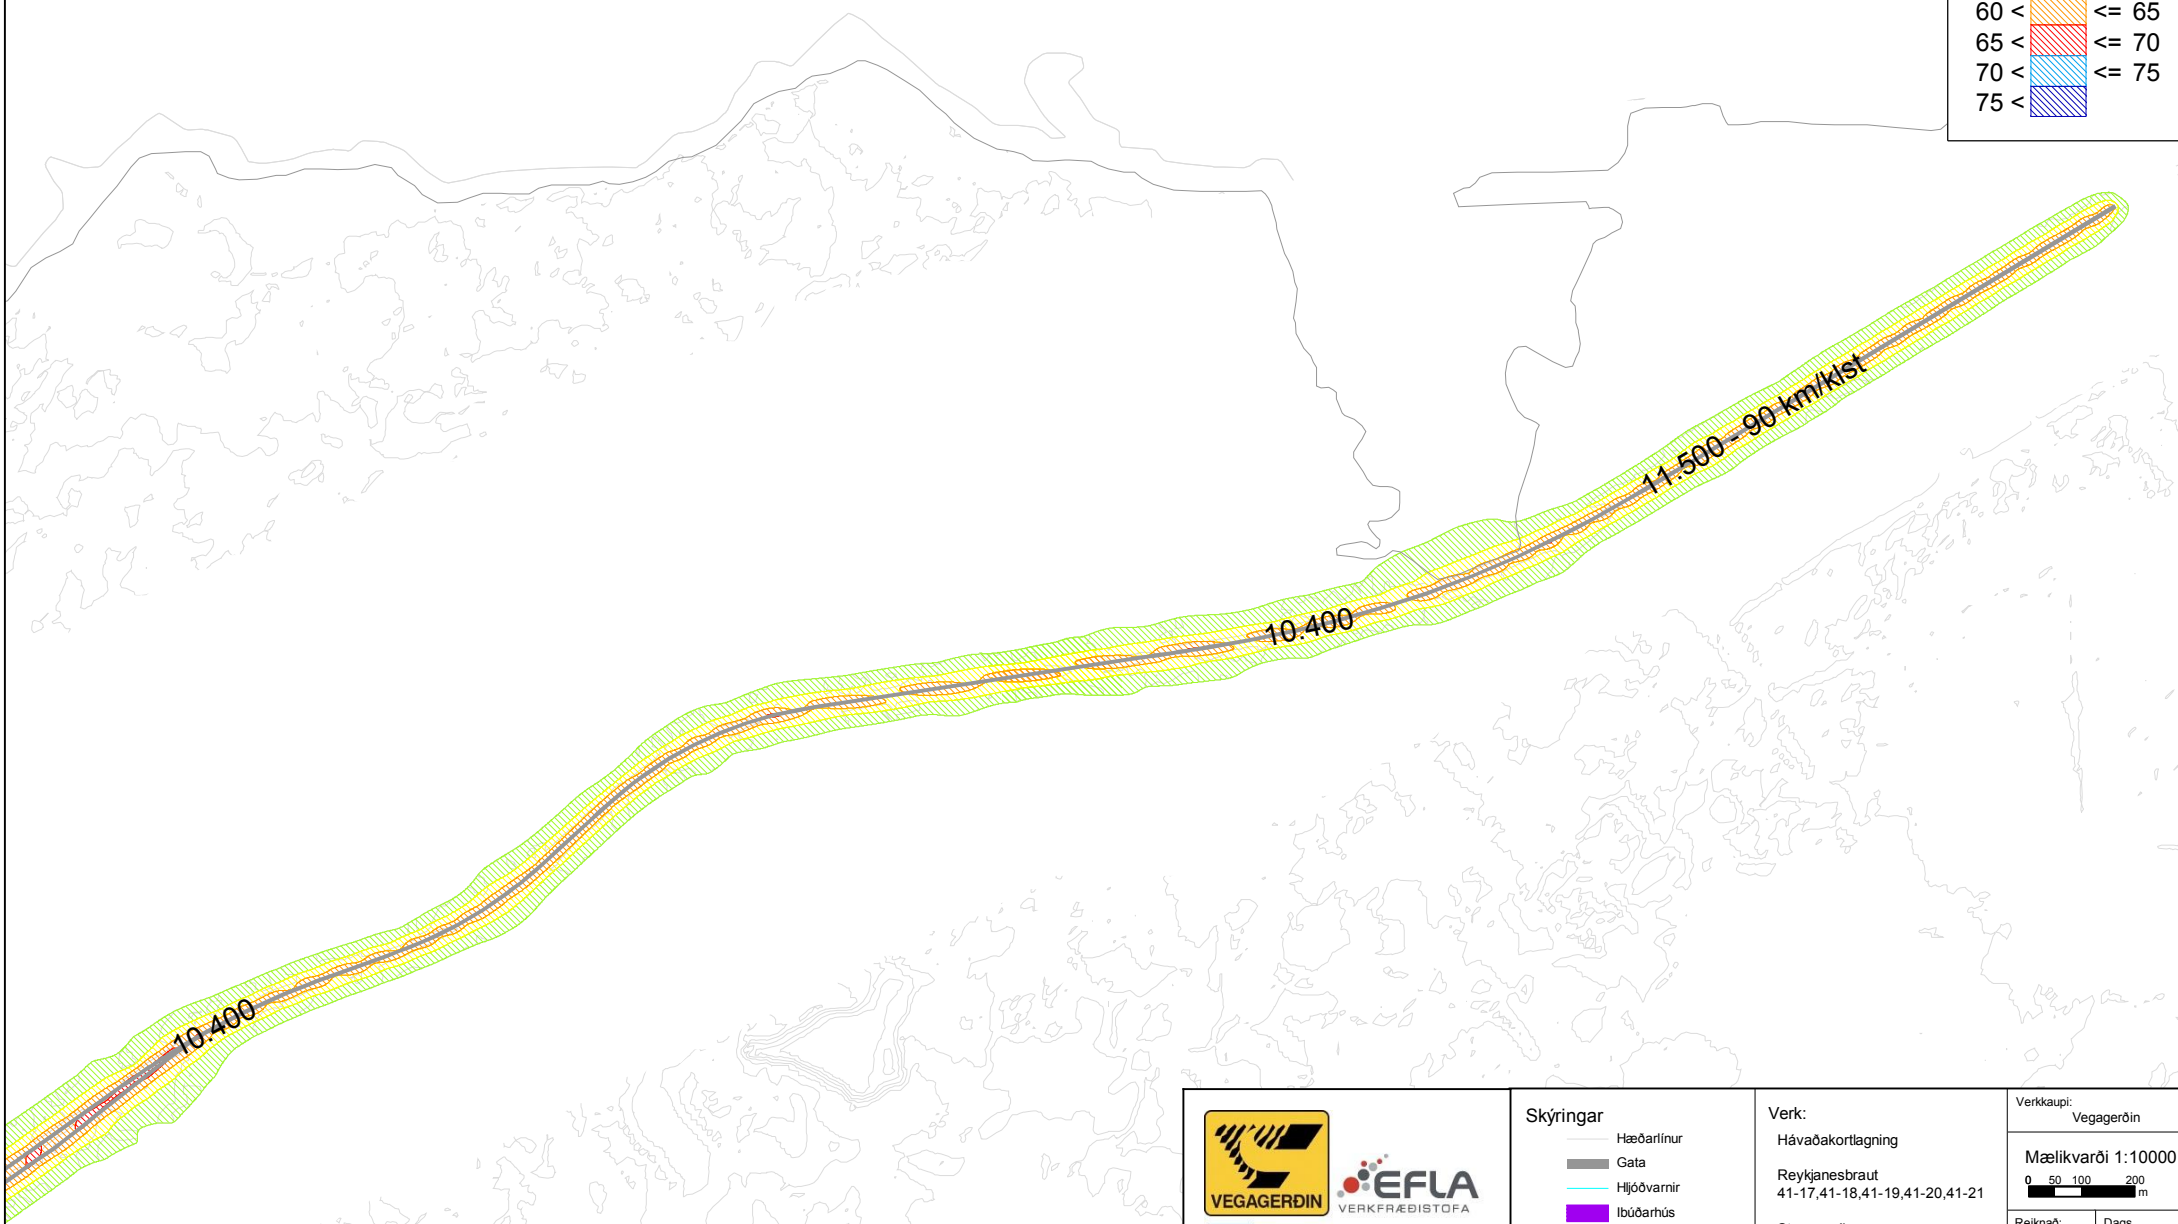 60 < <= 65
65 < <= 70
70 < <= 75
75 <
11.500 - 90 km/klst
10.400
10.400
VEGAGERÐIN
EFLA
VERKFRÆÐISTOFA
Skýringar
Hæðarlínur
Gata
Hljóðvarnir
Ibúðarhús
Verk:
Hávaðakortlagning
Reykjanesbraut
41-17,41-18,41-19,41-20,41-21
Verkkaupi:
Vegagerðin
Mælikvarði 1:10000
0 50 100 200
m
Reiknað:
Dags